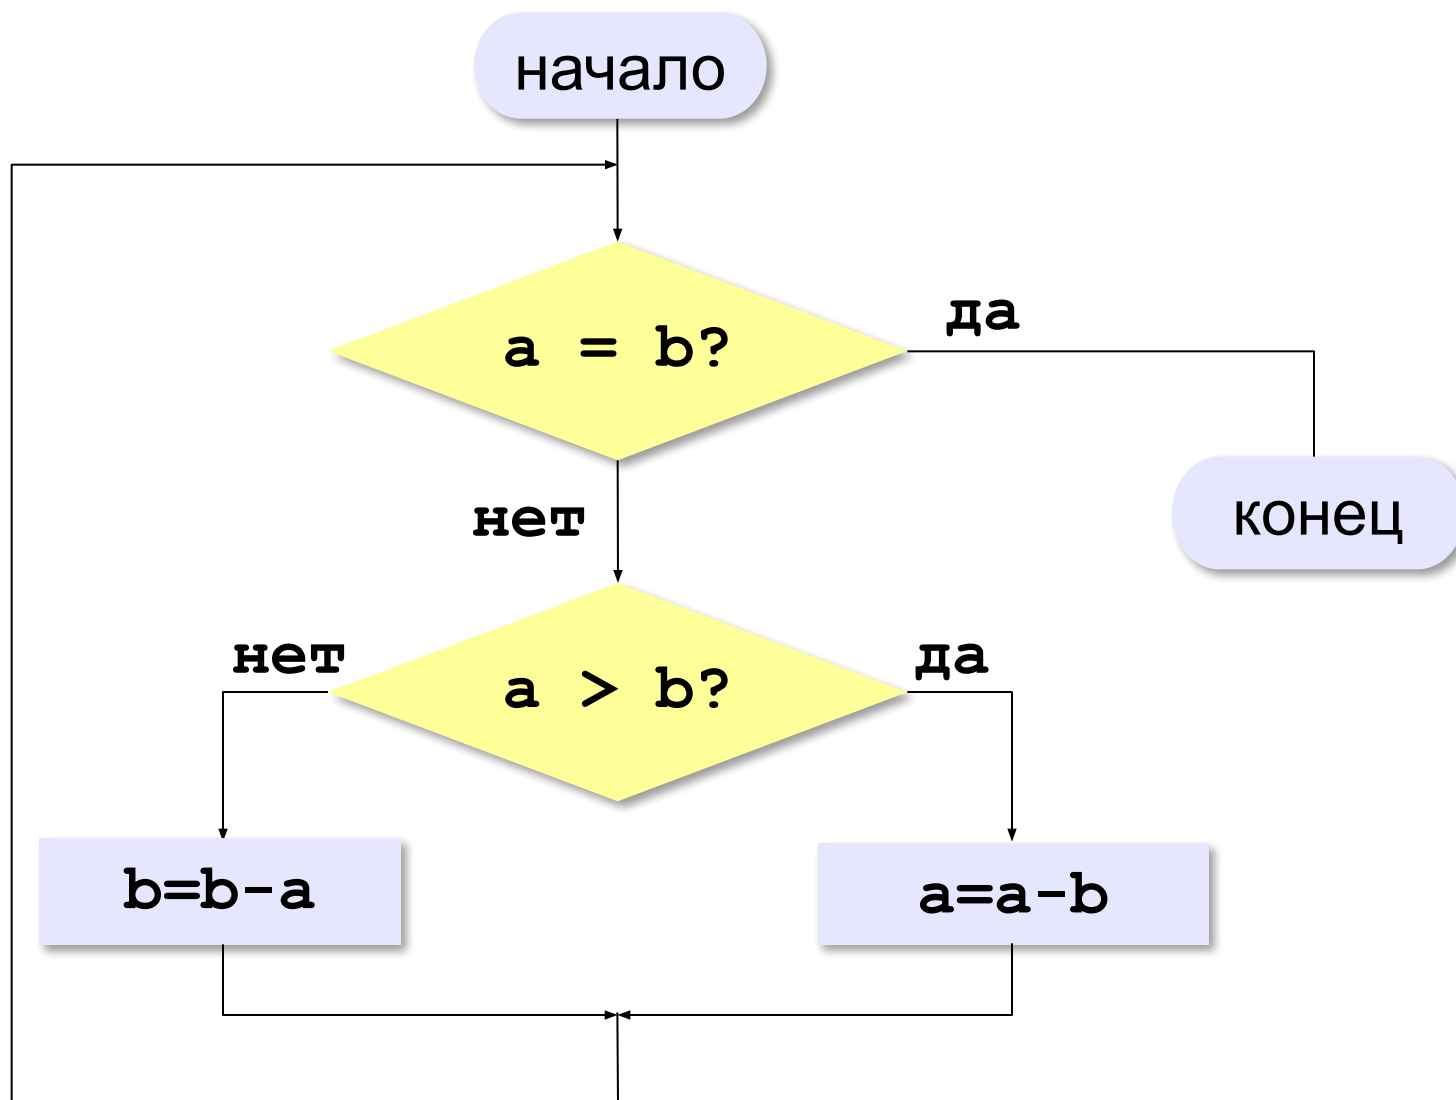 начало
a = b?
да
нет
конец
a > b?
нет
да
b=b-a
a=a-b